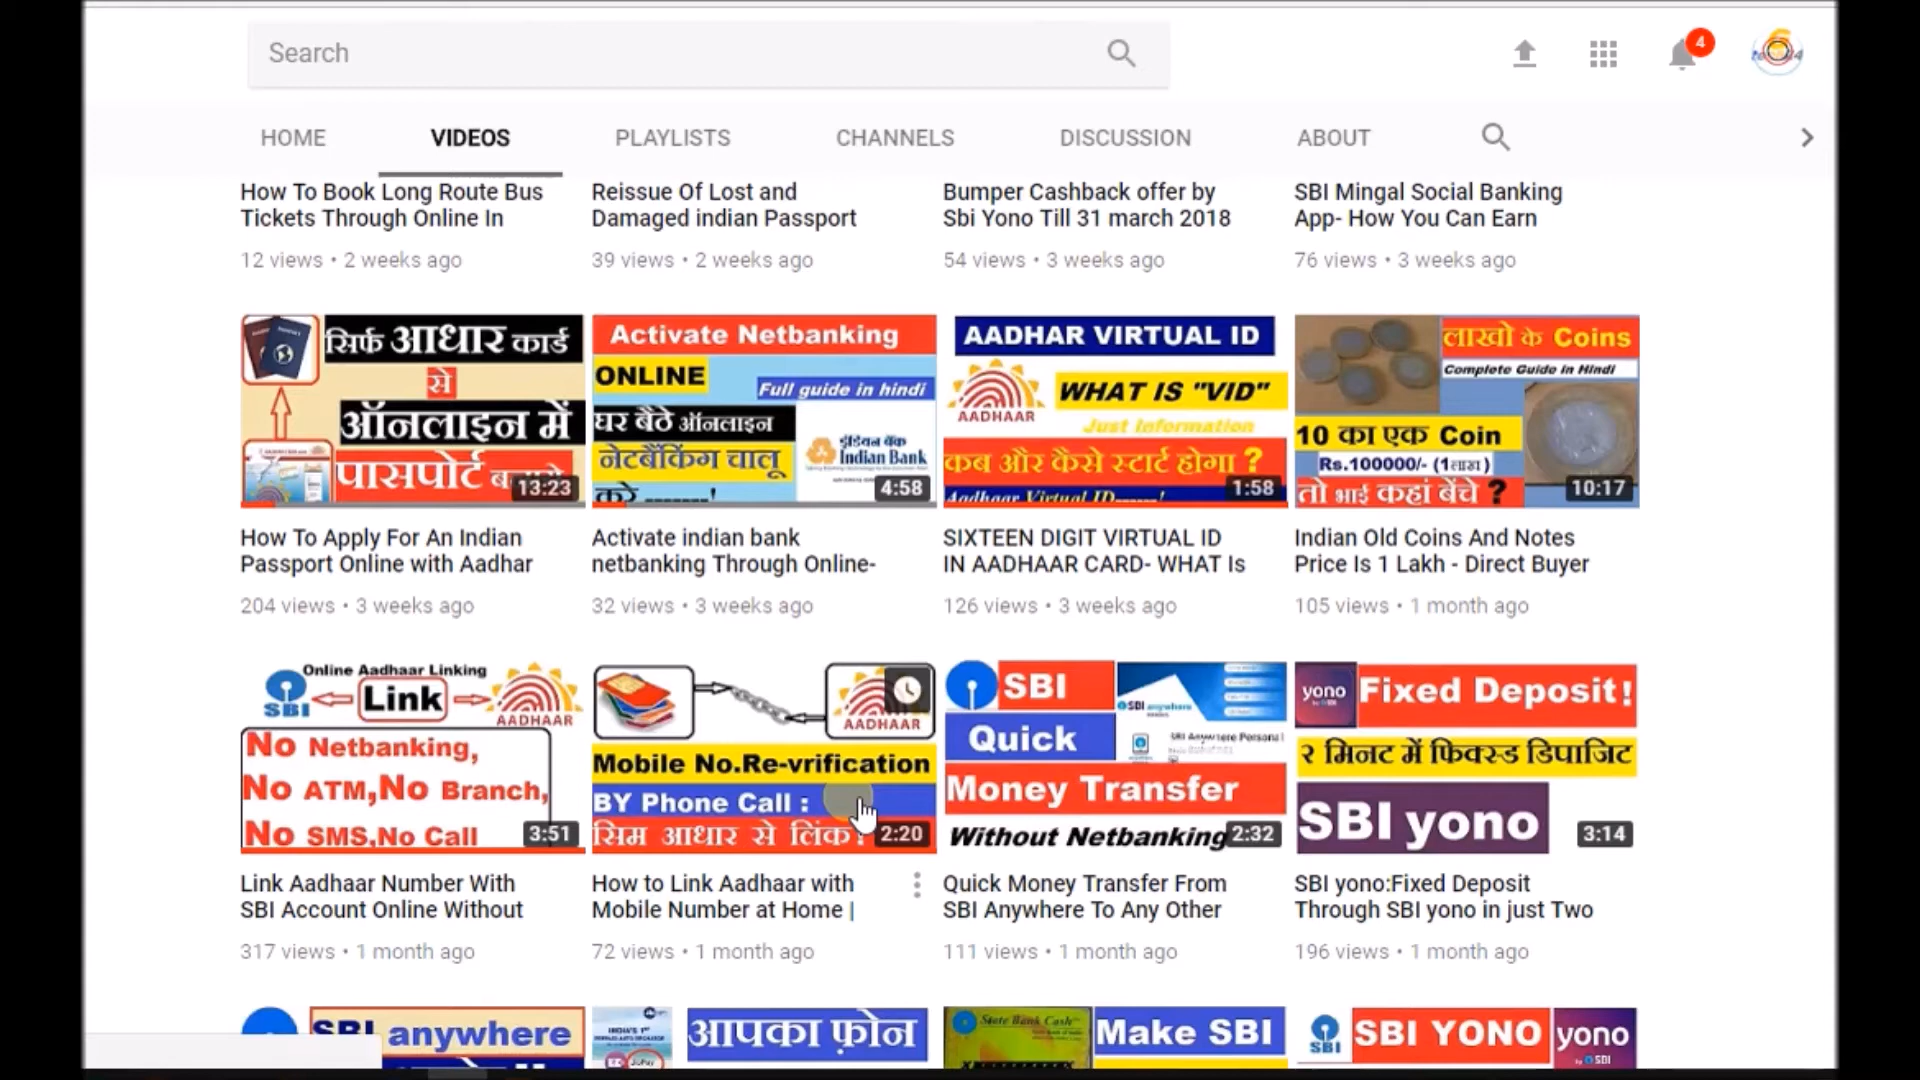 Search
4
HOME VIDEOS PLAYLISTS CHANNELS DISCUSSION ABOUT
How To Book Long Route Bus
Tickets Through Online In
12 views • 2 weeks ago
Reissue Of Lost and
Damaged indian Passport
39 views • 2 weeks ago
Bumper Cashback offer by
Sbi Yono Till 31 march 2018
54 views • 3 weeks ago
SBI Mingal Social Banking
App- How You Can Earn
76 views • 3 weeks ago
सिर्फ आधार कार्ड
से
ऑनलाइन में
पासपोर्ट
13:23
How To Apply For An Indian
Passport Online with Aadhar
204 views • 3 weeks ago
Activate Netbanking
ONLINE
Full guide in hindi
घर बैठे ऑनलाइन
नेटबैंकिंग चालू
करे -------!
इंडियन बैंक
Indian Bank
4:58
Activate indian bank
netbanking Through Online-
32 views • 3 weeks ago
AADHAR VIRTUAL ID
WHAT IS "VID"
AADHAAR
Just Information
कब और कैसे स्टार्ट होगा ?
Aadhaar Virtual ID------!
1:58
SIXTEEN DIGIT VIRTUAL ID
IN AADHAAR CARD- WHAT Is
126 views • 3 weeks ago
लाखो के Coins
Complete Guide in Hindi
10 का एक Coin
Rs.100000/- (1लाख)
तो भाई कहां बेंचे ?
10:17
Indian Old Coins And Notes
Price Is 1 Lakh - Direct Buyer
105 views • 1 month ago
Online Aadhaar Linking
SBI Link AADHAAR
No Netbanking,
No ATM,No Branch,
No SMS,No Call
3:51
Link Aadhaar Number With
SBI Account Online Without
317 views • 1 month ago
AADHAAR
Mobile No.Re-vrification
BY Phone Call :
सिम आधार से लिंक!
2:20
How to Link Aadhaar with
Mobile Number at Home |
72 views • 1 month ago
SBI
Quick
Money Transfer
Without Netbanking
2:32
Quick Money Transfer From
SBI Anywhere To Any Other
111 views • 1 month ago
yono
by SBI
Fixed Deposit!
२ मिनट में फिक्स्ड डिपाजिट
SBI yono
3:14
SBI yono:Fixed Deposit
Through SBI yono in just Two
196 views • 1 month ago
SBI anywhere
आपका फ़ोन
State Bank Cash
Make SBI
SBI
SBI YONO
yono
by SBI